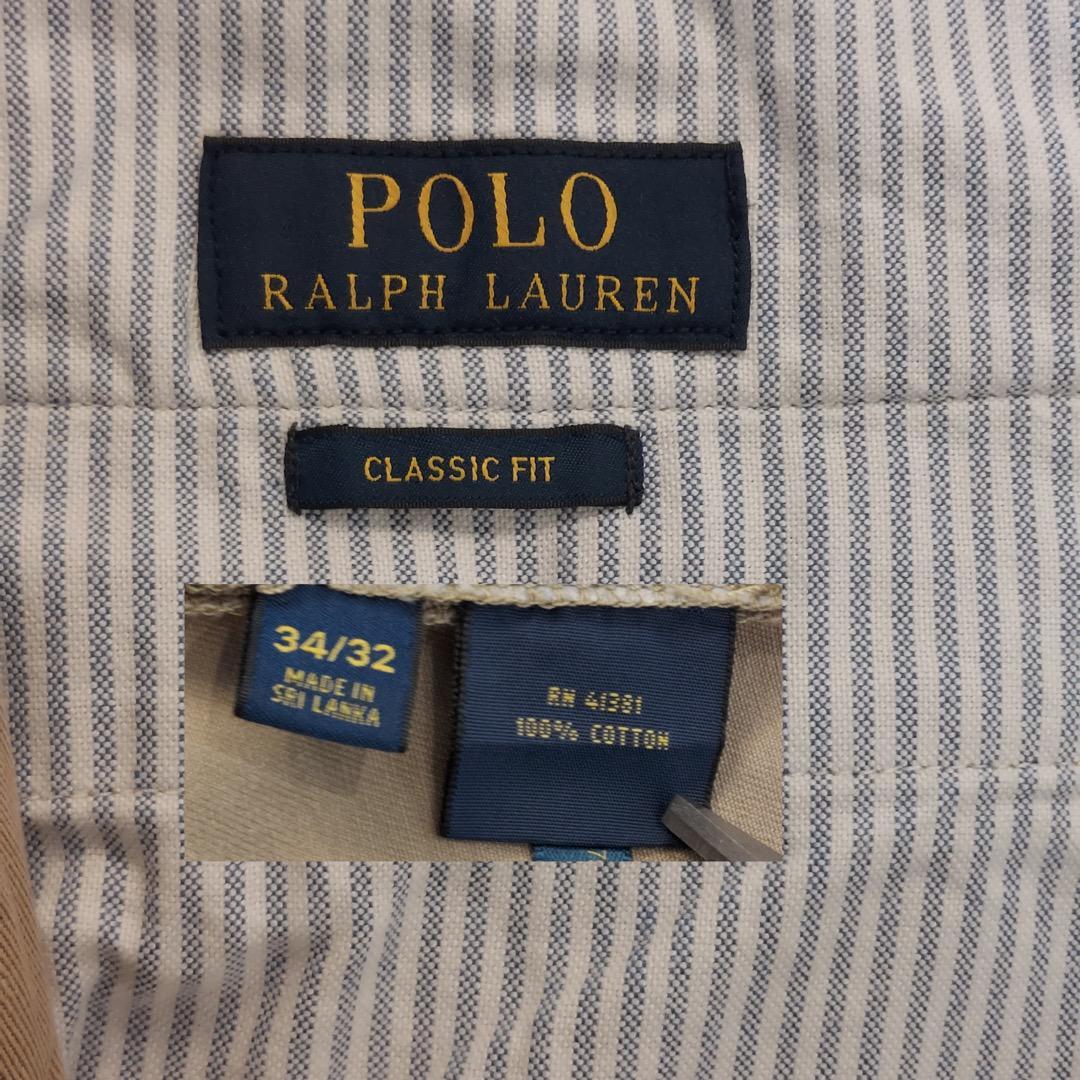 POLO
RALPH LAUREN
CLASSIC FIT
34/32
MADE IN
SRI LANKA
RN 41381
100% COTTON